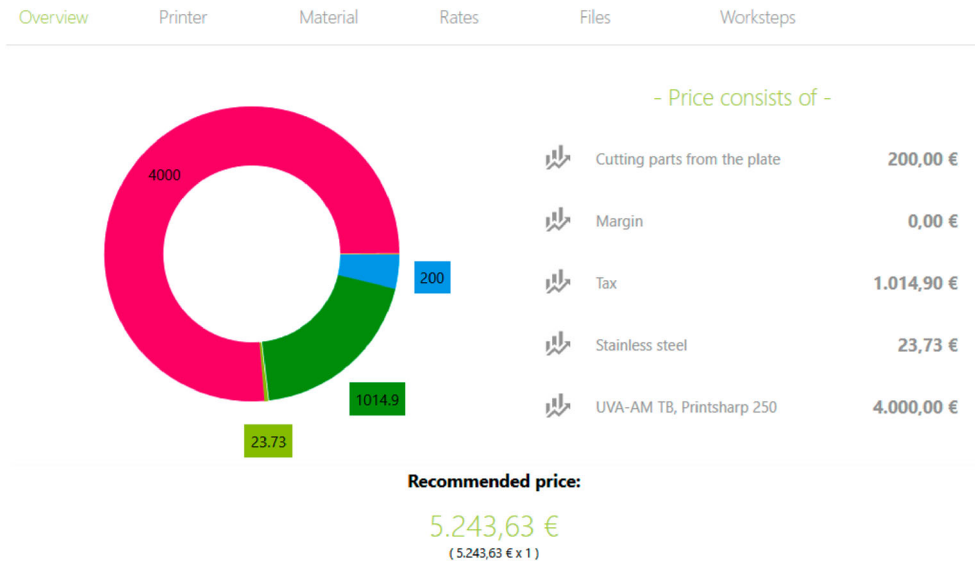 Overview Printer Material Rates Files Worksteps
- Price consists of -
4000
200
1014.9
23.73
Cutting parts from the plate 200,00 €
Margin 0,00 €
Tax 1.014,90 €
Stainless steel 23,73 €
UVA-AM TB, Printsharp 250 4.000,00 €
Recommended price:
5.243,63 €
( 5.243,63 € x 1 )